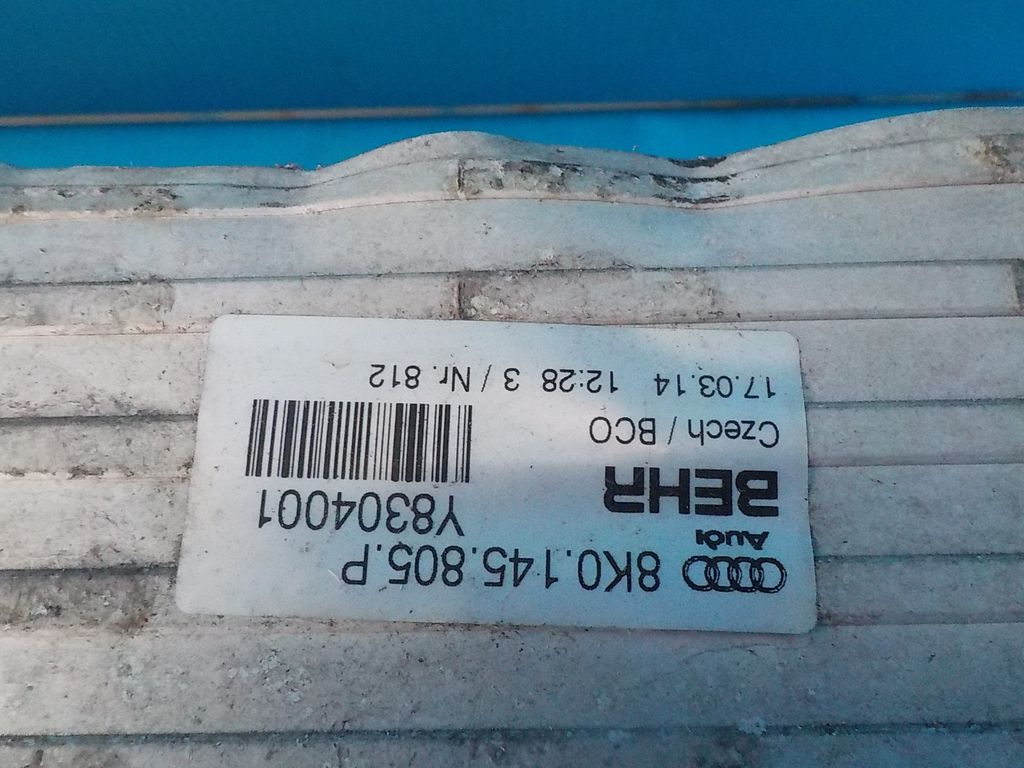 Audi 8K0.145.805.P
BEHR Y8304001
Czech / BCO
17.03.14 12:28 3 / Nr. 812